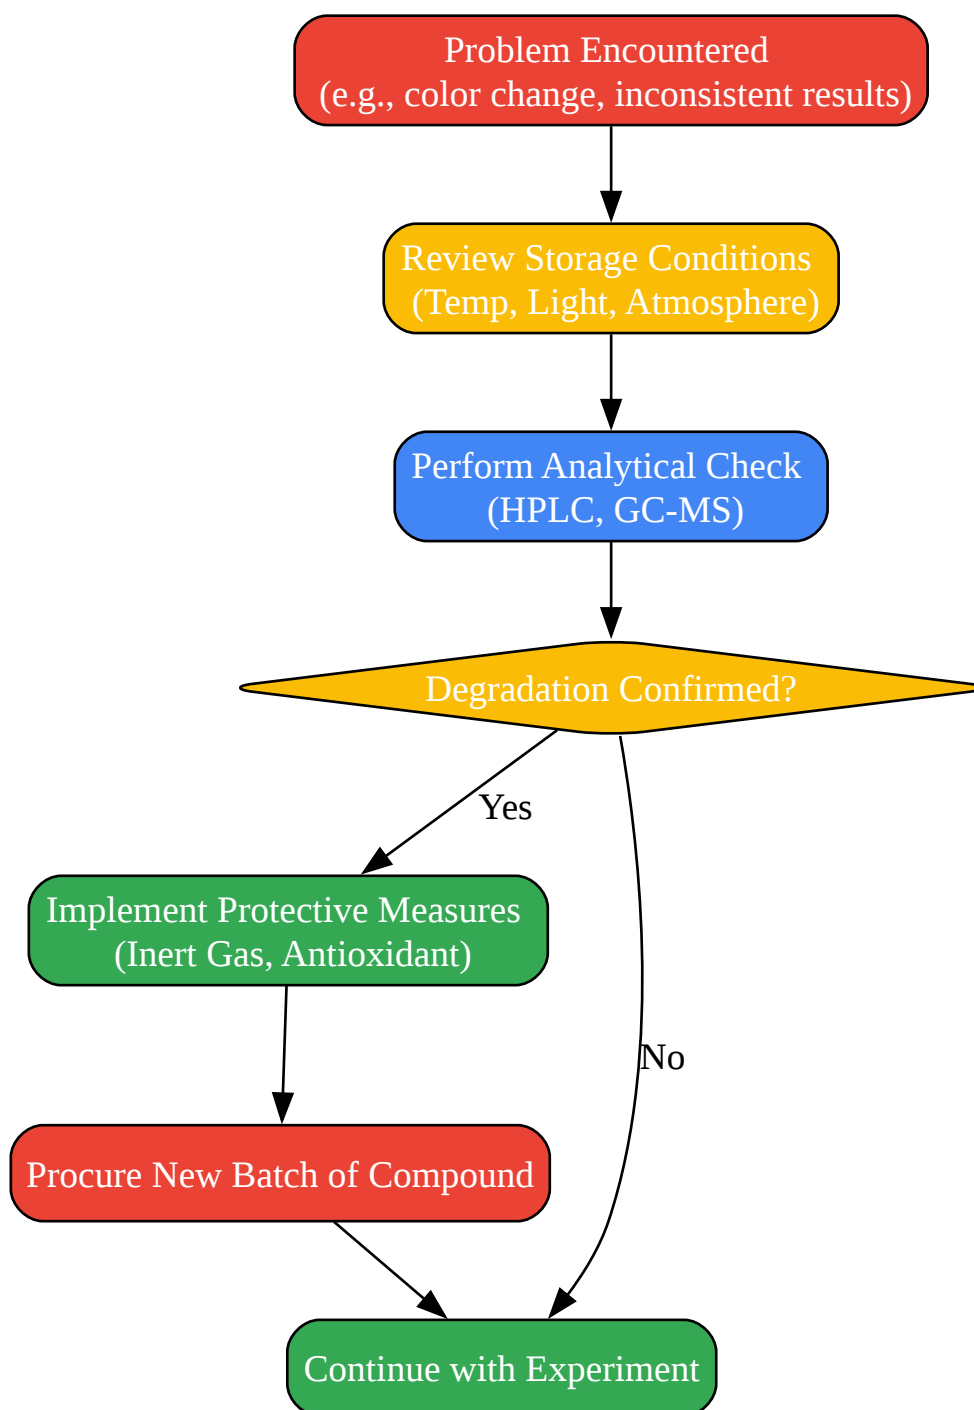 Problem Encountered
(e.g., color change, inconsistent results)
Review Storage Conditions
(Temp, Light, Atmosphere)
Perform Analytical Check
(HPLC, GC-MS)
Degradation Confirmed?
Yes
Implement Protective Measures
(Inert Gas, Antioxidant)
No
Procure New Batch of Compound
Continue with Experiment